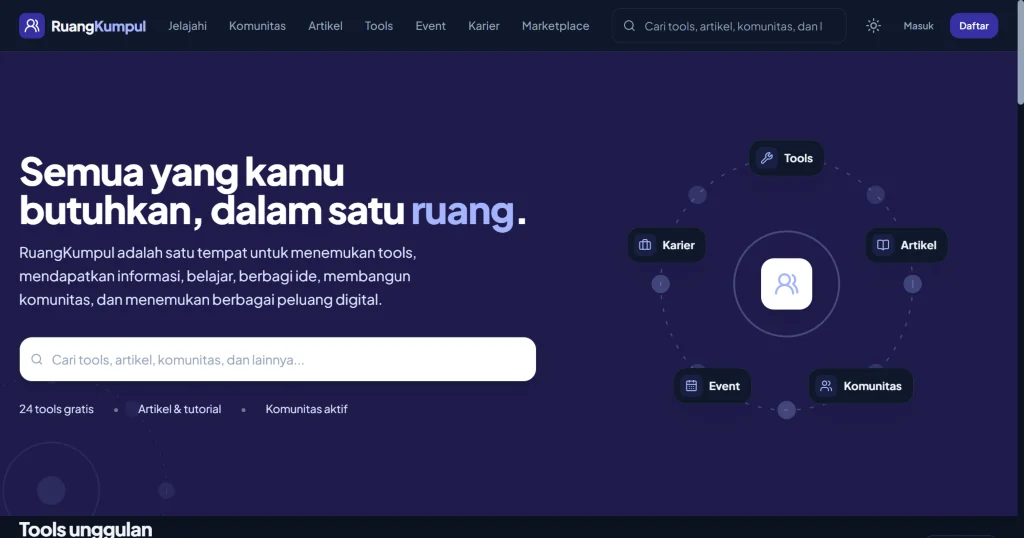 RuangKumpul
Jelajahi
Komunitas
Artikel
Tools
Event
Karier
Marketplace
Cari tools, artikel, komunitas, dan l
Masuk
Daftar
Semua yang kamu
butuhkan, dalam satu ruang.
RuangKumpul adalah satu tempat untuk menemukan tools,
mendapatkan informasi, belajar, berbagi ide, membangun
komunitas, dan menemukan berbagai peluang digital.
Cari tools, artikel, komunitas, dan lainnya...
24 tools gratis
Artikel & tutorial
Komunitas aktif
Tools
Karier
Artikel
Event
Komunitas
Tools unggulan